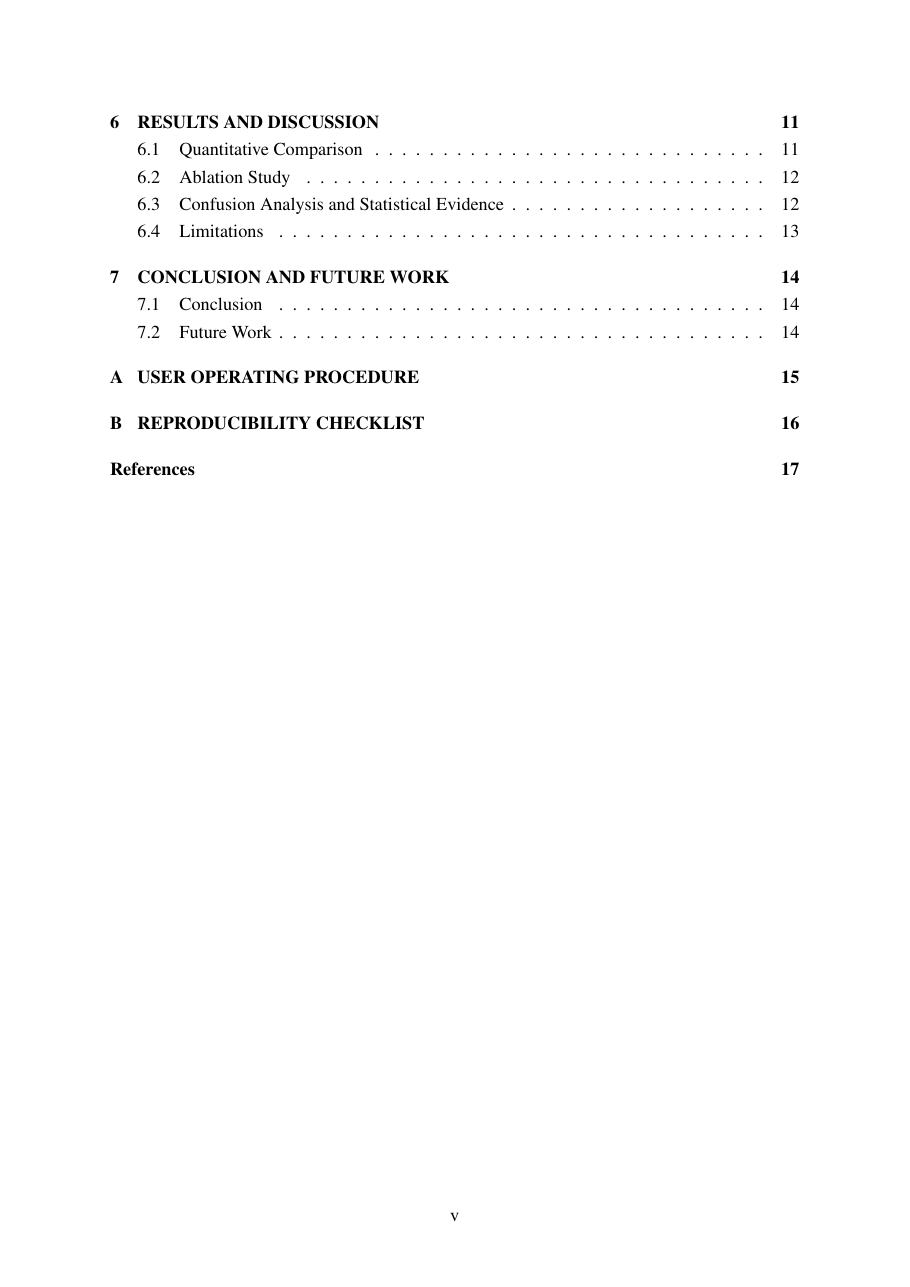 6 RESULTS AND DISCUSSION 11
6.1 Quantitative Comparison . . . . . . . . . . . . . . . . . . . . . . . . . . . . . 11
6.2 Ablation Study . . . . . . . . . . . . . . . . . . . . . . . . . . . . . . . . . . 12
6.3 Confusion Analysis and Statistical Evidence . . . . . . . . . . . . . . . . . . . 12
6.4 Limitations . . . . . . . . . . . . . . . . . . . . . . . . . . . . . . . . . . . . 13
7 CONCLUSION AND FUTURE WORK 14
7.1 Conclusion . . . . . . . . . . . . . . . . . . . . . . . . . . . . . . . . . . . . 14
7.2 Future Work . . . . . . . . . . . . . . . . . . . . . . . . . . . . . . . . . . . . 14
A USER OPERATING PROCEDURE 15
B REPRODUCIBILITY CHECKLIST 16
References 17
v